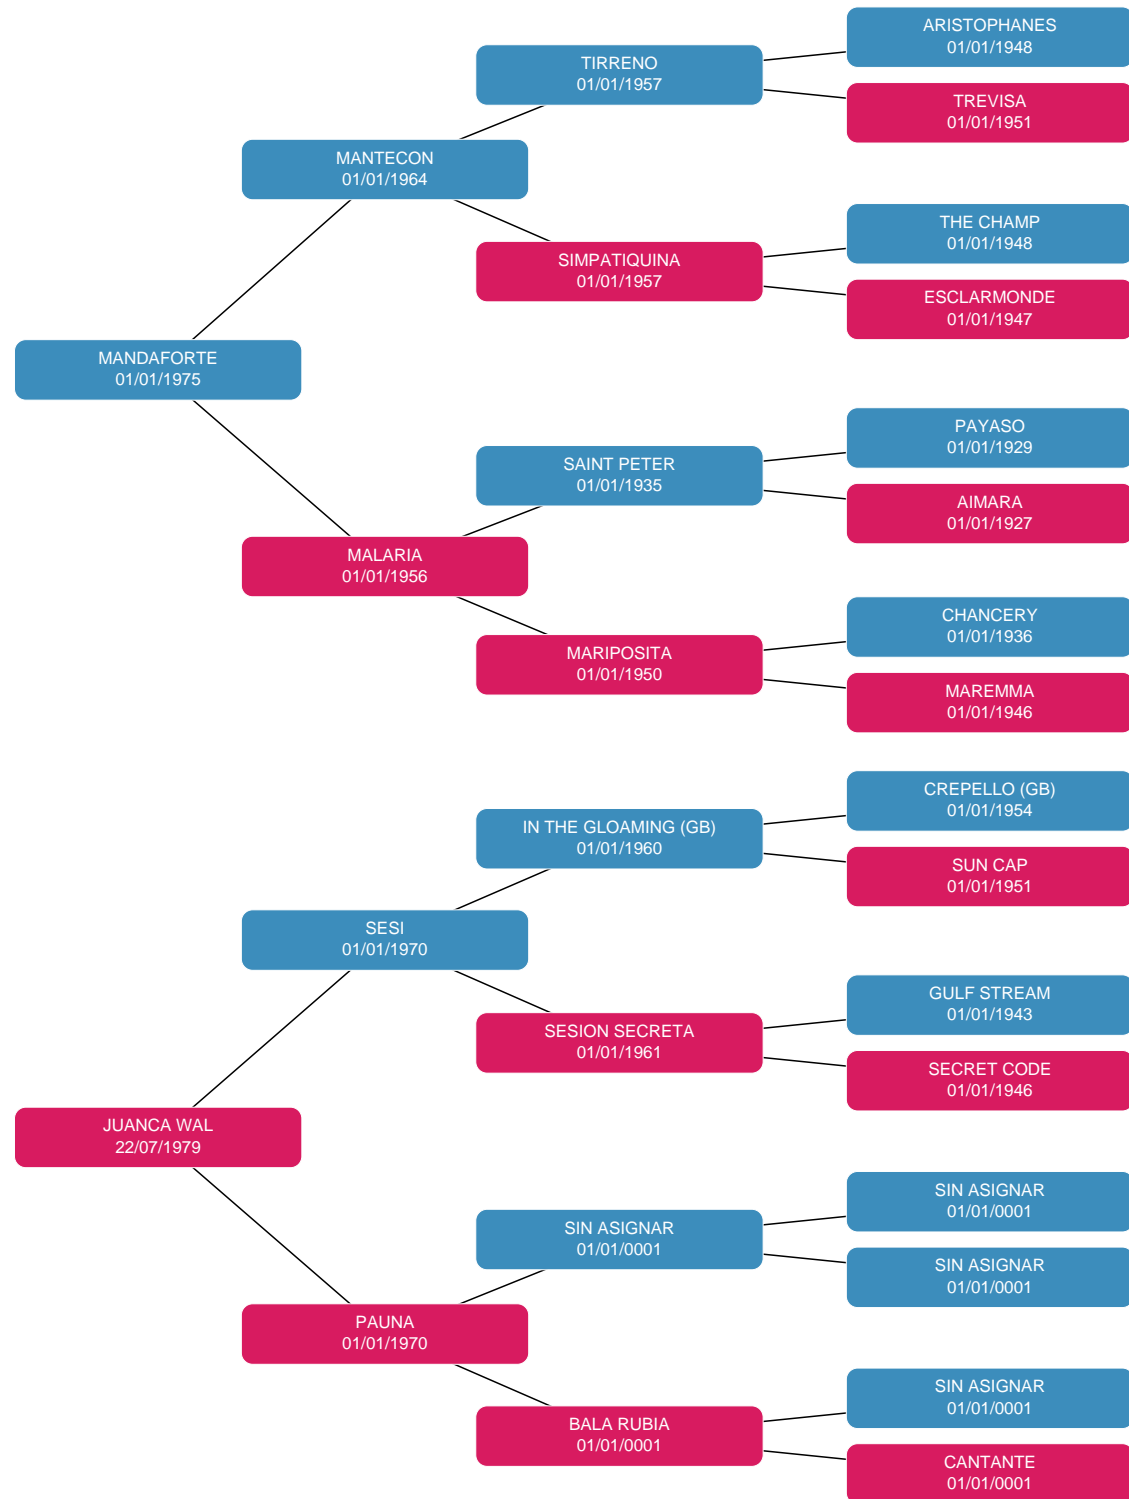 ARISTOPHANES
01/01/1948
TIRRENO
01/01/1957
TREVISA
01/01/1951
MANTECON
01/01/1964
THE CHAMP
01/01/1948
SIMPATIQUINA
01/01/1957
ESCLARMONDE
01/01/1947
MANDAFORTE
01/01/1975
PAYASO
01/01/1929
SAINT PETER
01/01/1935
AIMARA
01/01/1927
MALARIA
01/01/1956
CHANCERY
01/01/1936
MARIPOSITA
01/01/1950
MAREMMA
01/01/1946
CREPELLO (GB)
01/01/1954
IN THE GLOAMING (GB)
01/01/1960
SUN CAP
01/01/1951
SESI
01/01/1970
GULF STREAM
01/01/1943
SESION SECRETA
01/01/1961
SECRET CODE
01/01/1946
JUANCA WAL
22/07/1979
SIN ASIGNAR
01/01/0001
SIN ASIGNAR
01/01/0001
SIN ASIGNAR
01/01/0001
PAUNA
01/01/1970
SIN ASIGNAR
01/01/0001
BALA RUBIA
01/01/0001
CANTANTE
01/01/0001